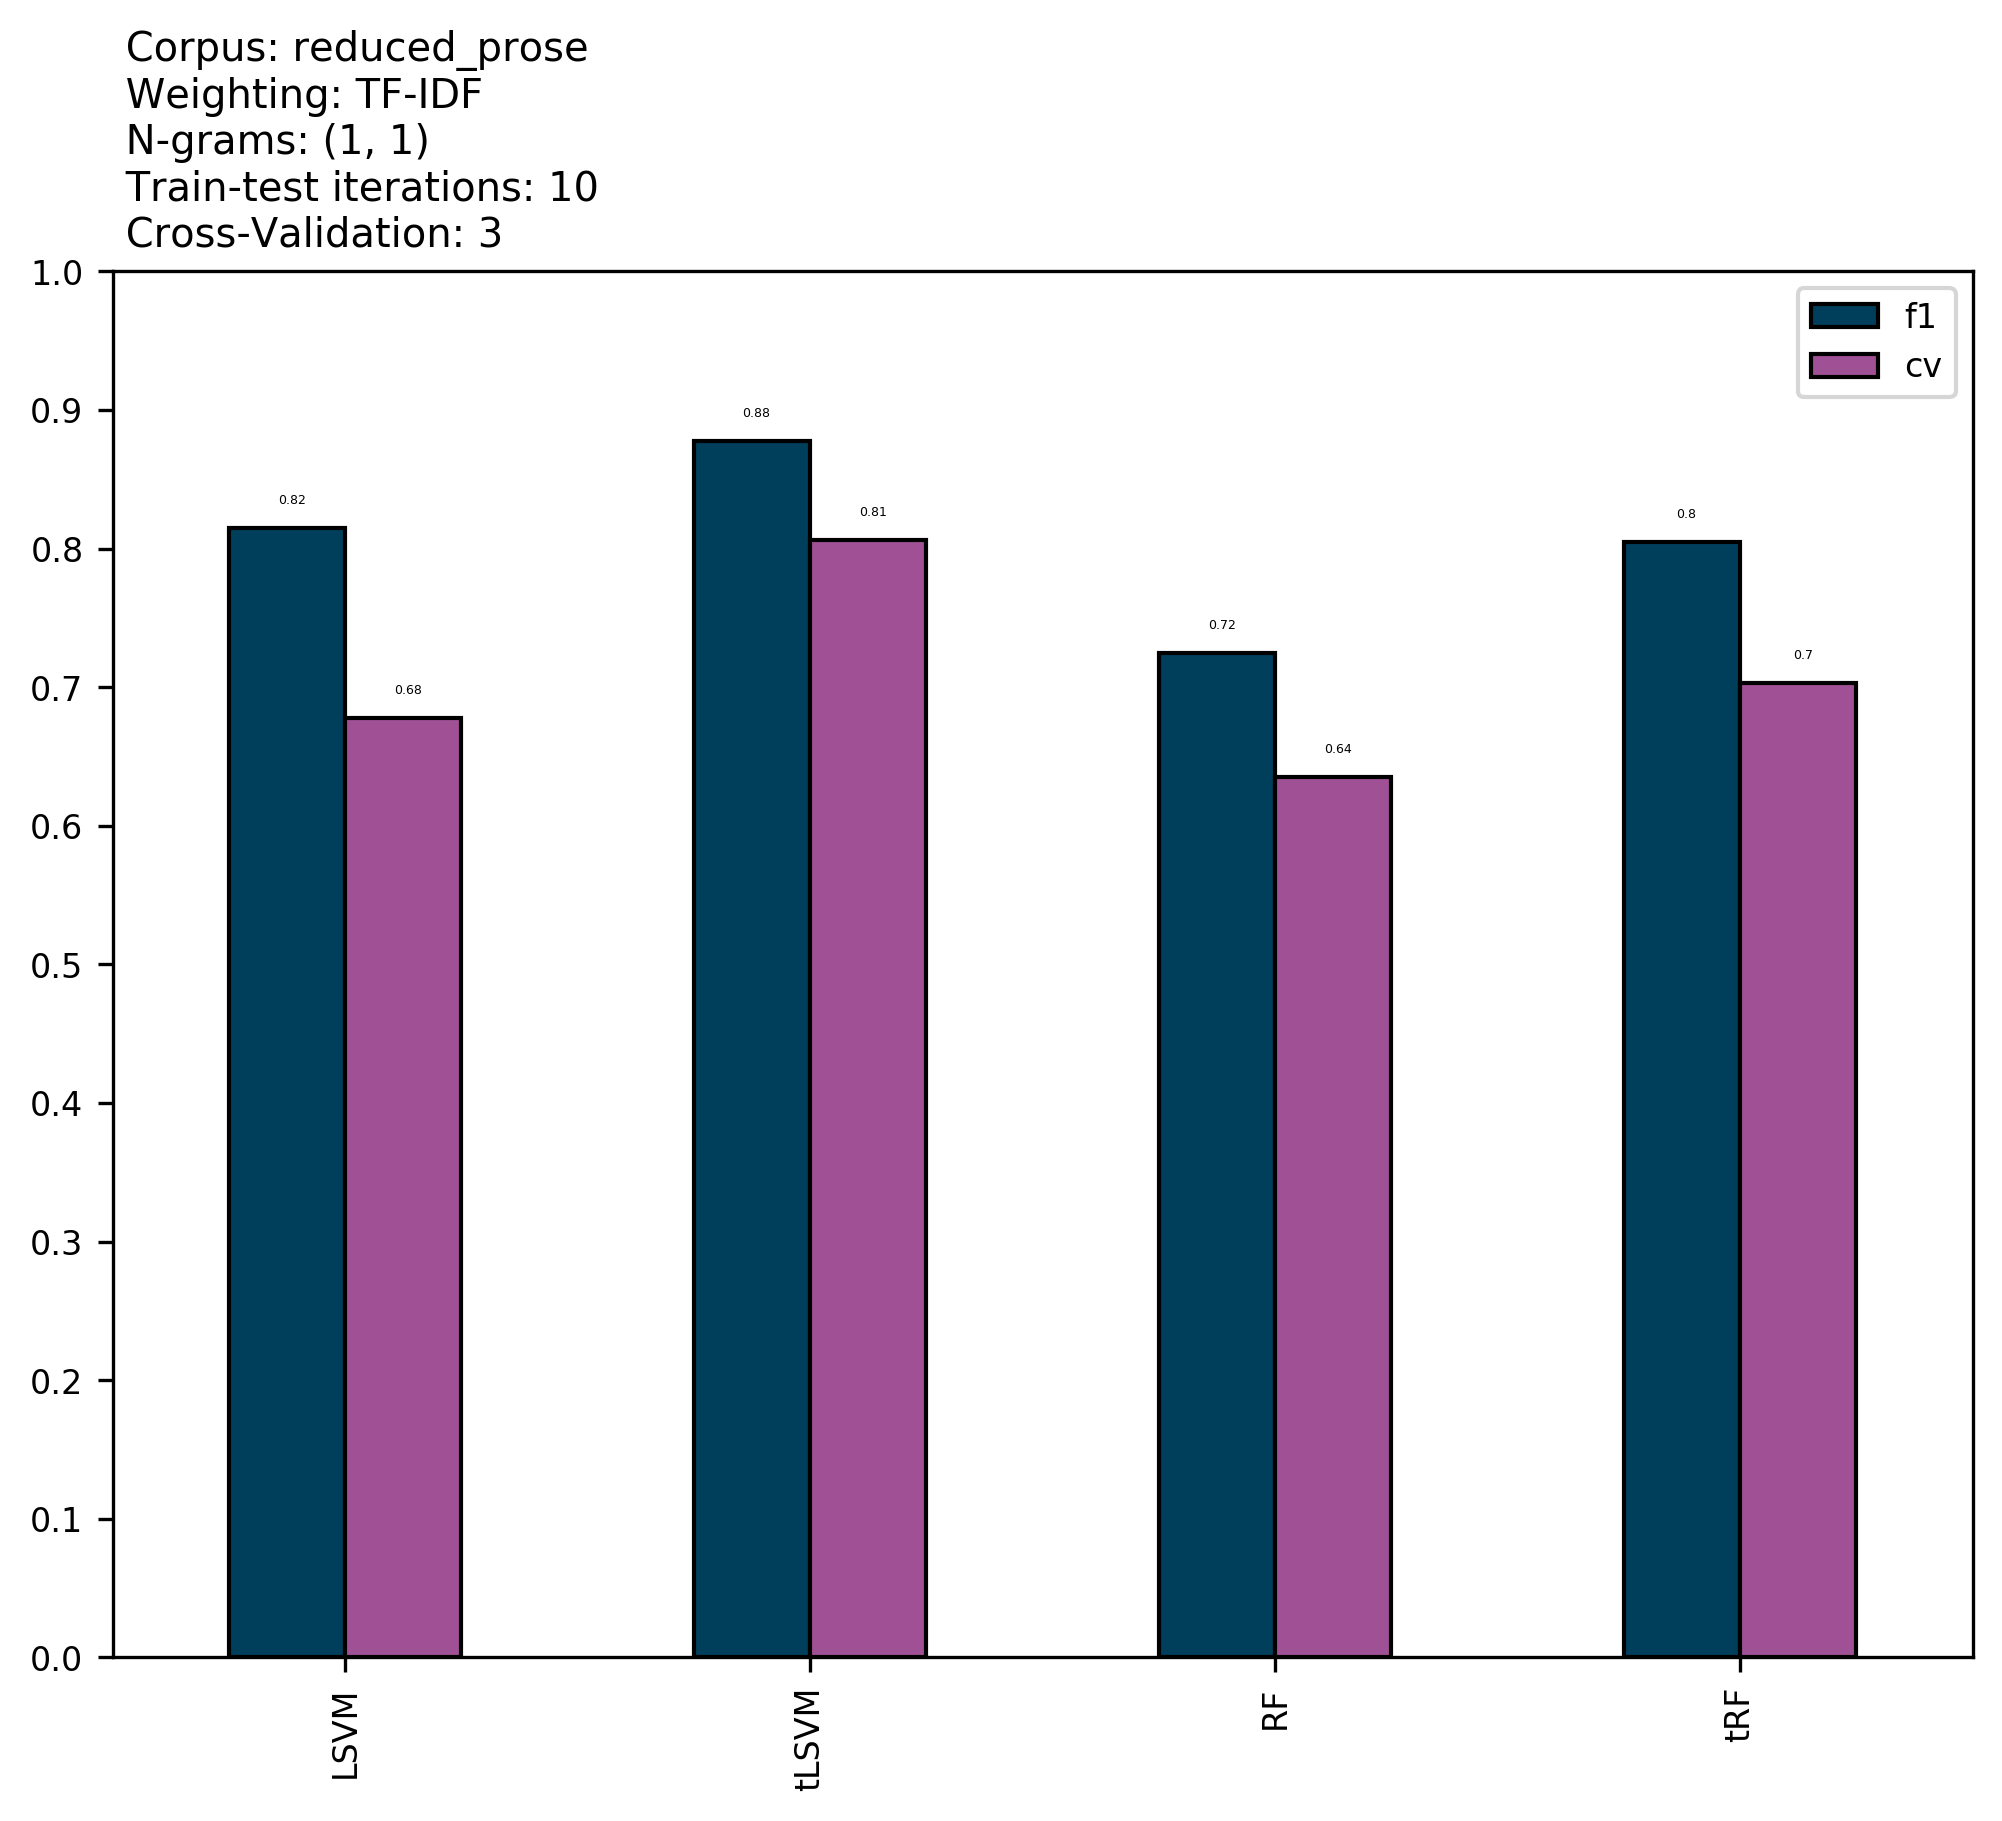 Corpus: reduced_prose
Weighting: TF-IDF
N-grams: (1, 1)
Train-test iterations: 10
Cross-Validation: 3
1.0
0.9
0.8
0.7
0.6
0.5
0.4
0.3
0.2
0.1
0.0
f1
cv
0.82
0.68
0.88
0.81
0.72
0.64
0.8
0.7
LSVM
tLSVM
RF
tRF